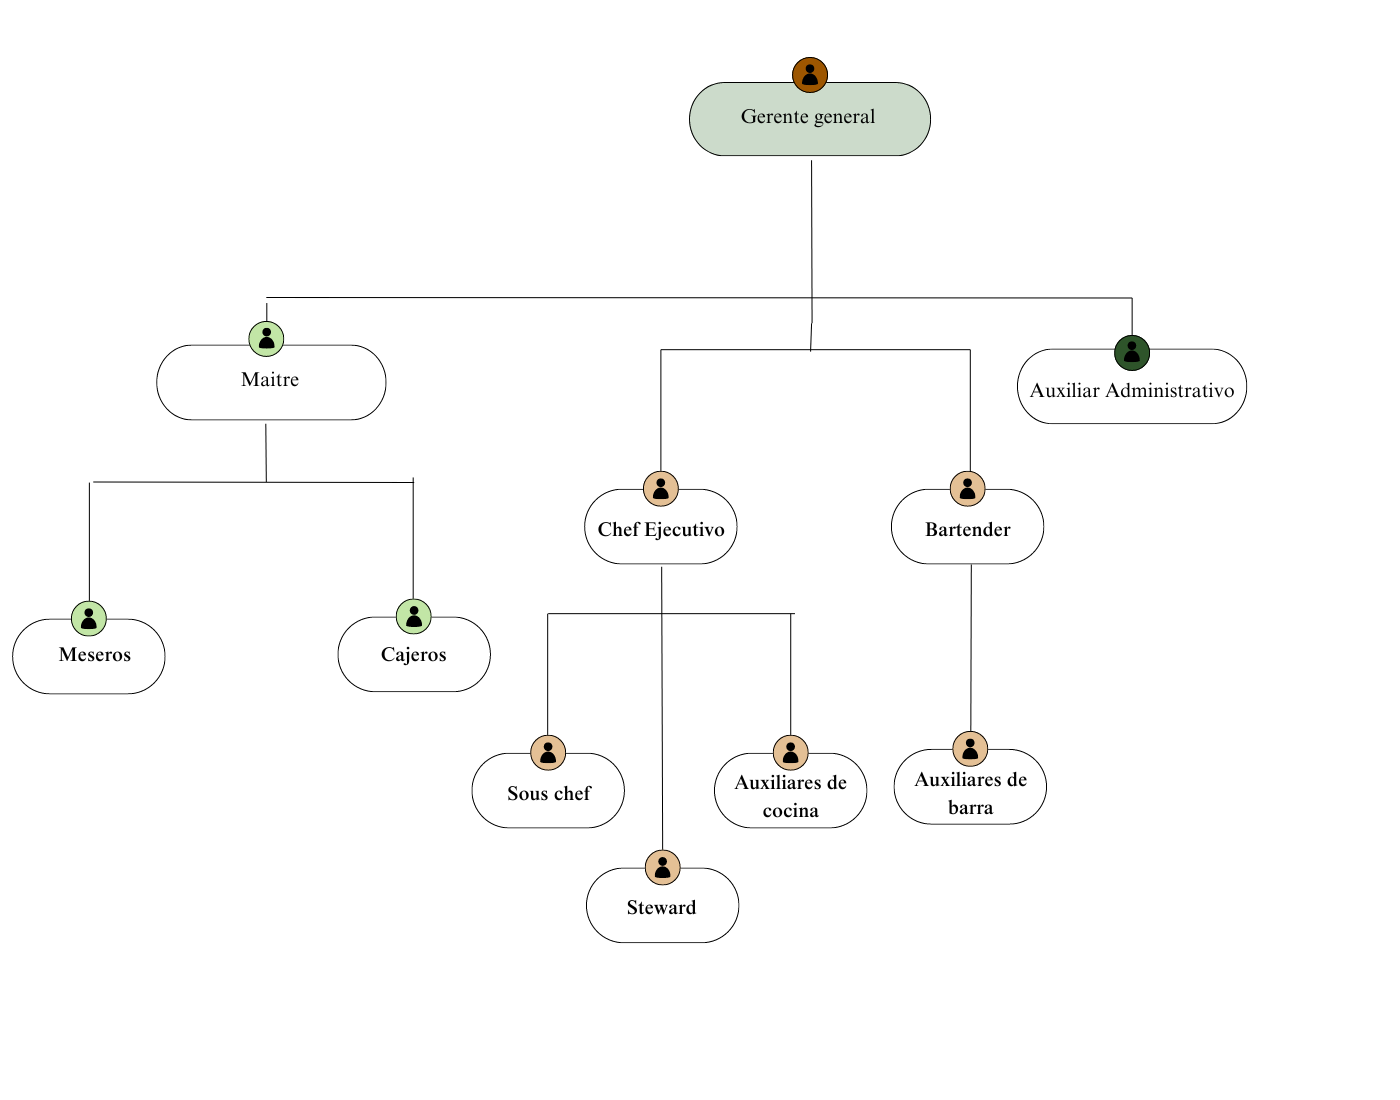 Gerente general
Maitre
Auxiliar Administrativo
Chef Ejecutivo
Bartender
Meseros
Cajeros
Sous chef
Auxiliares de
cocina
Auxiliares de
barra
Steward